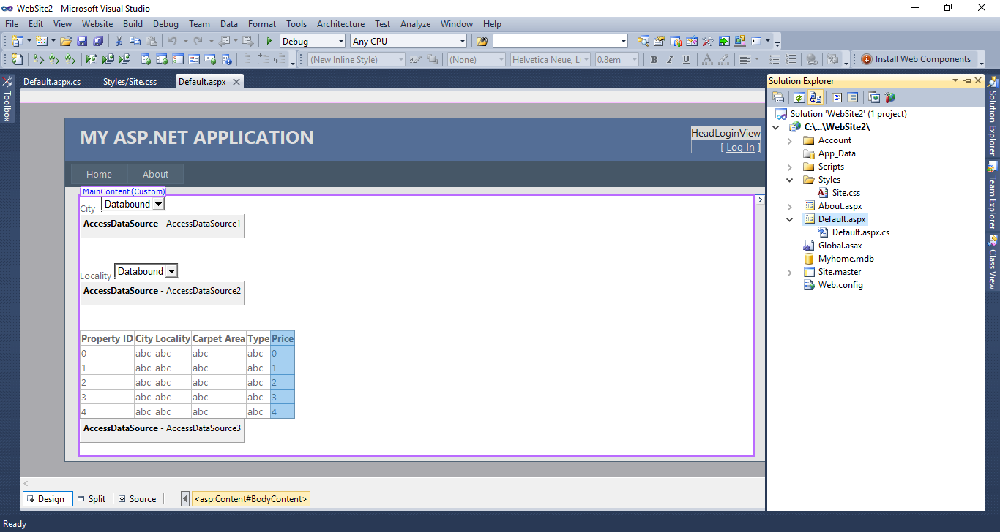 WebSite2 - Microsoft Visual Studio
File Edit View Website Build Debug Team Data Format Tools Architecture Test Analyze Window Help
Debug Any CPU
(New Inline Style) (None) Helvetica Neue, 0.8em B I U A Install Web Components
Toolbox
Default.aspx.cs Styles/Site.css Default.aspx
MY ASP.NET APPLICATION
HeadLoginView
[ Log In ]
Home About
MainContent (Custom)
City Databound
AccessDataSource - AccessDataSource1
Locality Databound
AccessDataSource - AccessDataSource2
Property ID City Locality Carpet Area Type Price
0 abc abc abc abc 0
1 abc abc abc abc 1
2 abc abc abc abc 2
3 abc abc abc abc 3
4 abc abc abc abc 4
AccessDataSource - AccessDataSource3
Design Split Source <asp:Content#BodyContent>
Solution Explorer
Solution 'WebSite2' (1 project)
C:\...\WebSite2\
Account
App_Data
Scripts
Styles
Site.css
About.aspx
Default.aspx
Default.aspx.cs
Global.asax
Myhome.mdb
Site.master
Web.config
Solution Explorer
Team Explorer
Class View
Ready